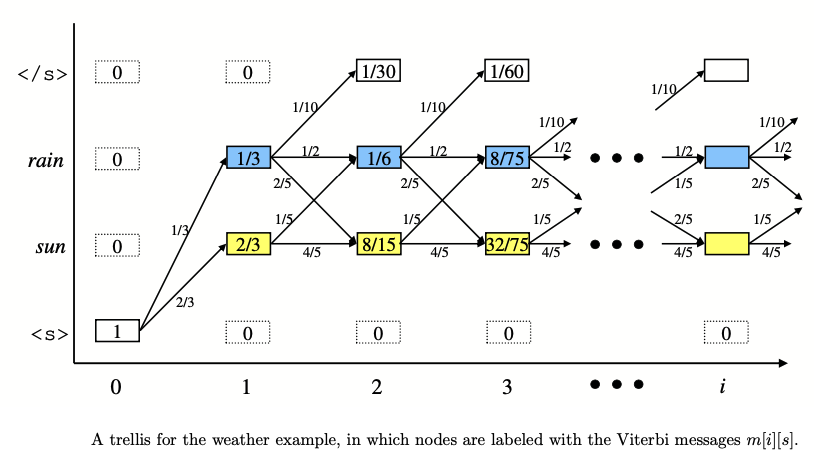 </s> 0 0 1/30 1/60
1/10 1/10 1/10
1/10 1/10
rain 0 1/3 1/2 1/6 1/2 8/75 1/2 • • • 1/2 1/2
2/5 2/5 2/5 1/5 2/5
1/3 1/5 1/5 1/5 2/5 1/5
sun 0 2/3 4/5 8/15 4/5 32/75 4/5 • • • 4/5 4/5
2/3
<s> 1 0 0 0 0
0 1 2 3 • • • i
A trellis for the weather example, in which nodes are labeled with the Viterbi messages m[i][s].